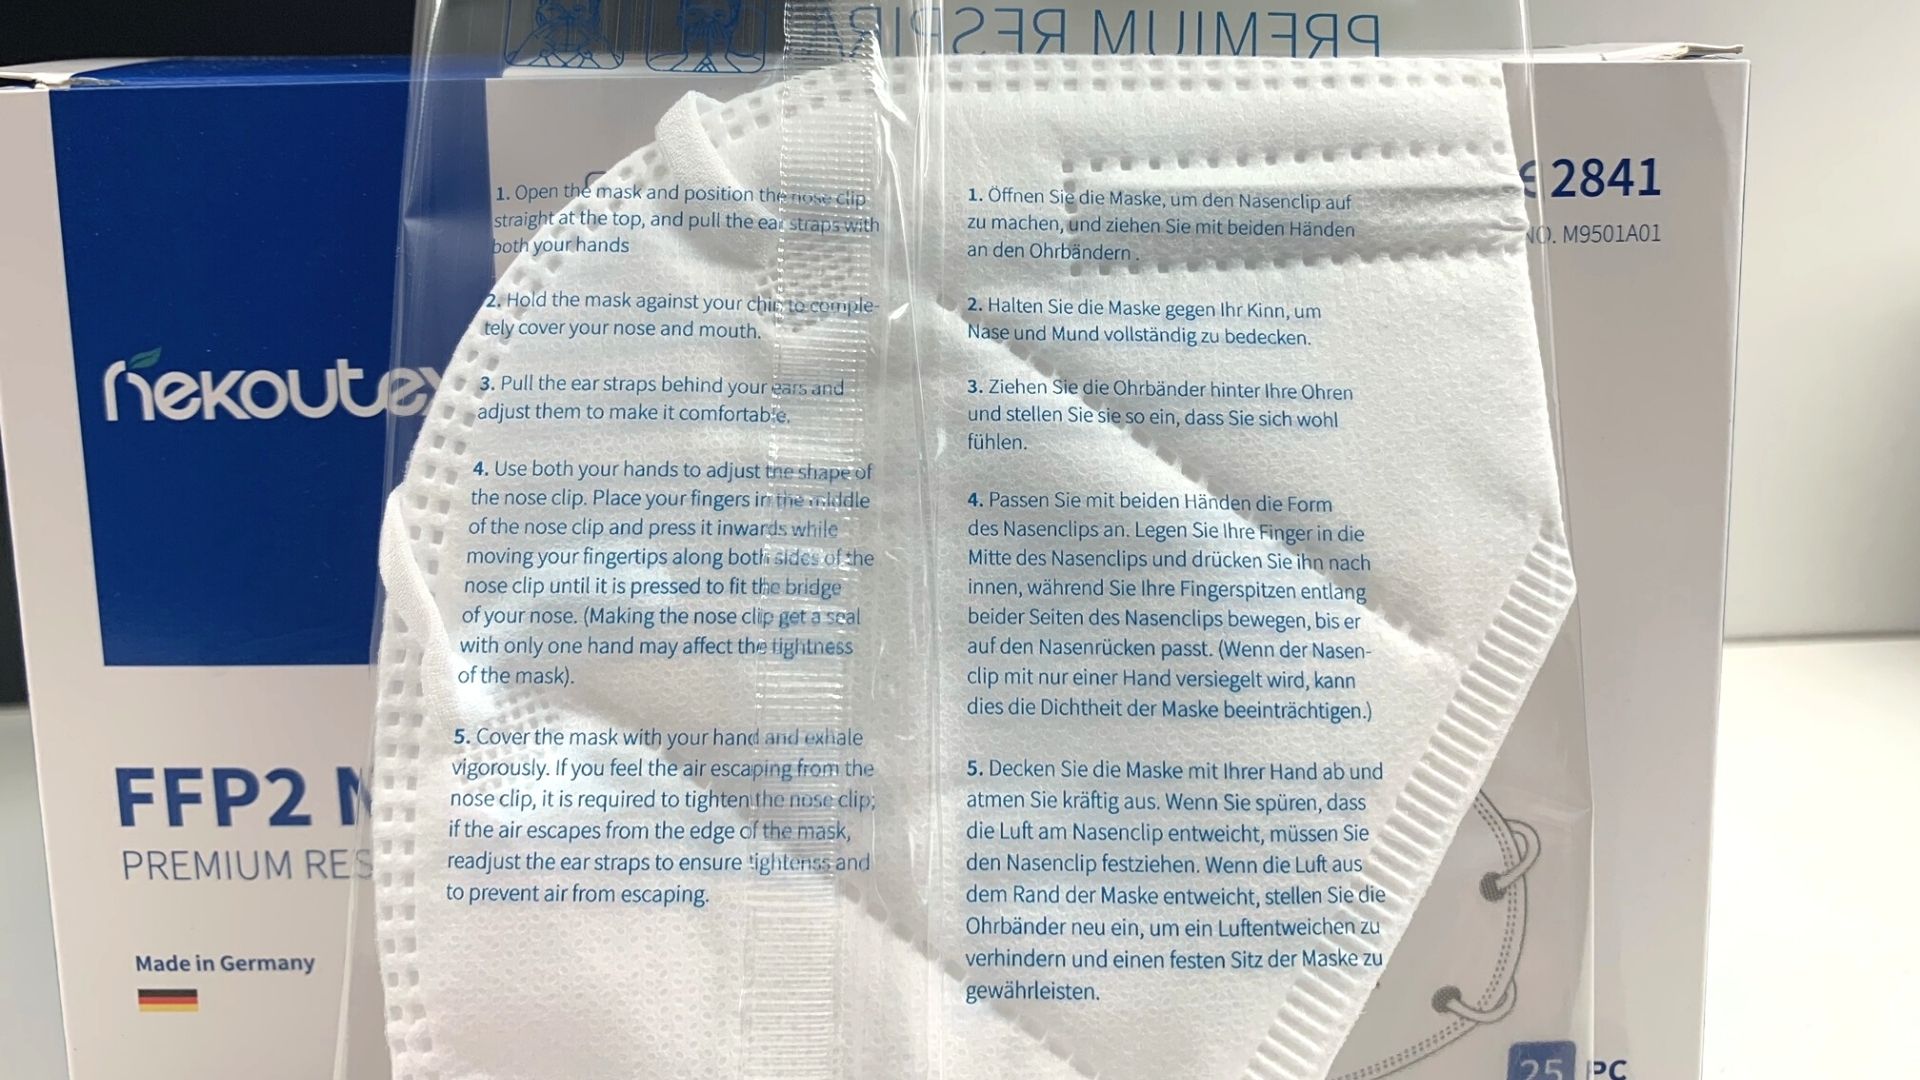 PREMIUM RESPIRA
1. Open the mask and position the nose clip
straight at the top, and pull the ear straps with
both your hands
2. Hold the mask against your chin to comple-
tely cover your nose and mouth.
3. Pull the ear straps behind your ears and
adjust them to make it comfortable.
4. Use both your hands to adjust the shape of
the nose clip. Place your fingers in the middle
of the nose clip and press it inwards while
moving your fingertips along both sides of the
nose clip until it is pressed to fit the bridge
of your nose. (Making the nose clip get a seal
with only one hand may affect the tightness
of the mask).
5. Cover the mask with your hand and exhale
vigorously. If you feel the air escaping from the
nose clip, it is required to tighten the nose clip;
if the air escapes from the edge of the mask,
readjust the ear straps to ensure tightenss and
to prevent air from escaping.
1. Öffnen Sie die Maske, um den Nasenclip auf
zu machen, und ziehen Sie mit beiden Händen
an den Ohrbändern .
2. Halten Sie die Maske gegen Ihr Kinn, um
Nase und Mund vollständig zu bedecken.
3. Ziehen Sie die Ohrbänder hinter Ihre Ohren
und stellen Sie sie so ein, dass Sie sich wohl
fühlen.
4. Passen Sie mit beiden Händen die Form
des Nasenclips an. Legen Sie Ihre Finger in die
Mitte des Nasenclips und drücken Sie ihn nach
innen, während Sie Ihre Fingerspitzen entlang
beider Seiten des Nasenclips bewegen, bis er
auf den Nasenrücken passt. (Wenn der Nasen-
clip mit nur einer Hand versiegelt wird, kann
dies die Dichtheit der Maske beeinträchtigen.)
5. Decken Sie die Maske mit Ihrer Hand ab und
atmen Sie kräftig aus. Wenn Sie spüren, dass
die Luft am Nasenclip entweicht, müssen Sie
den Nasenclip festziehen. Wenn die Luft aus
dem Rand der Maske entweicht, stellen Sie die
Ohrbänder neu ein, um ein Luftentweichen zu
verhindern und einen festen Sitz der Maske zu
gewährleisten.
CE 2841
NO. M9501A01
nekoutex
FFP2
PREMIUM RES
Made in Germany
25 PC